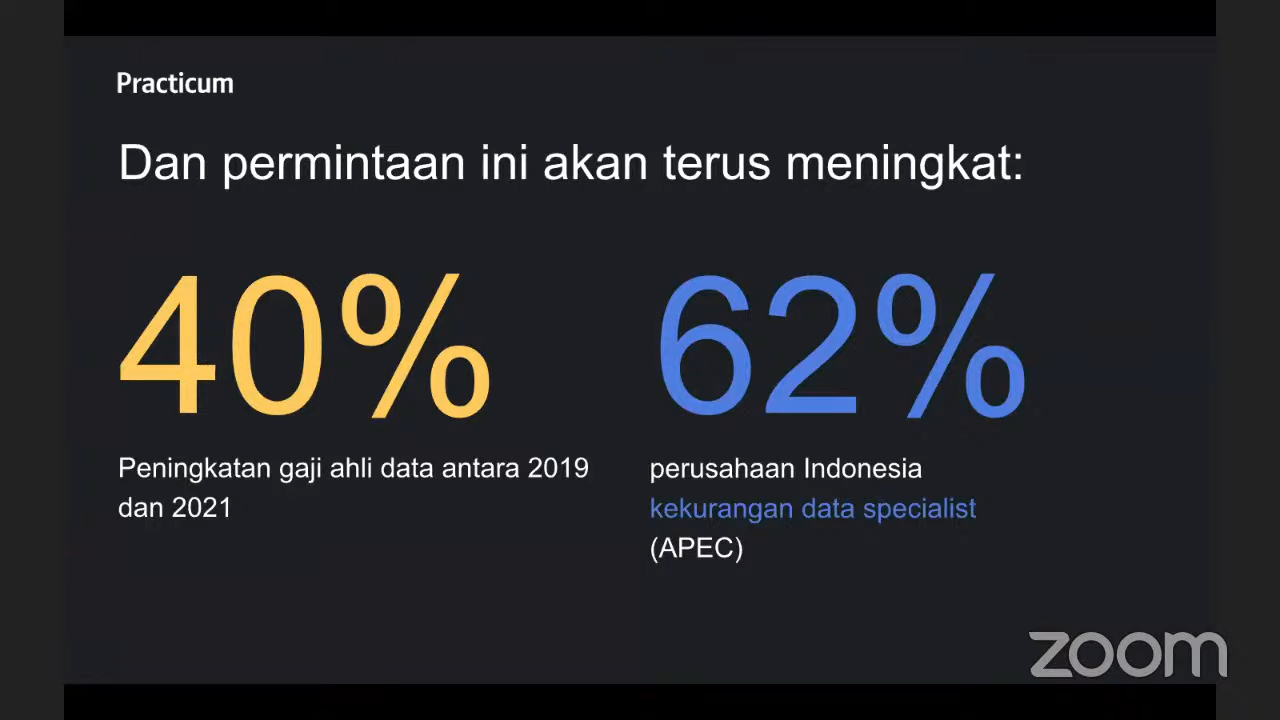 Practicum
Dan permintaan ini akan terus meningkat:
40%
62%
Peningkatan gaji ahli data antara 2019
dan 2021
perusahaan Indonesia
kekurangan data specialist
(APEC)
zoom